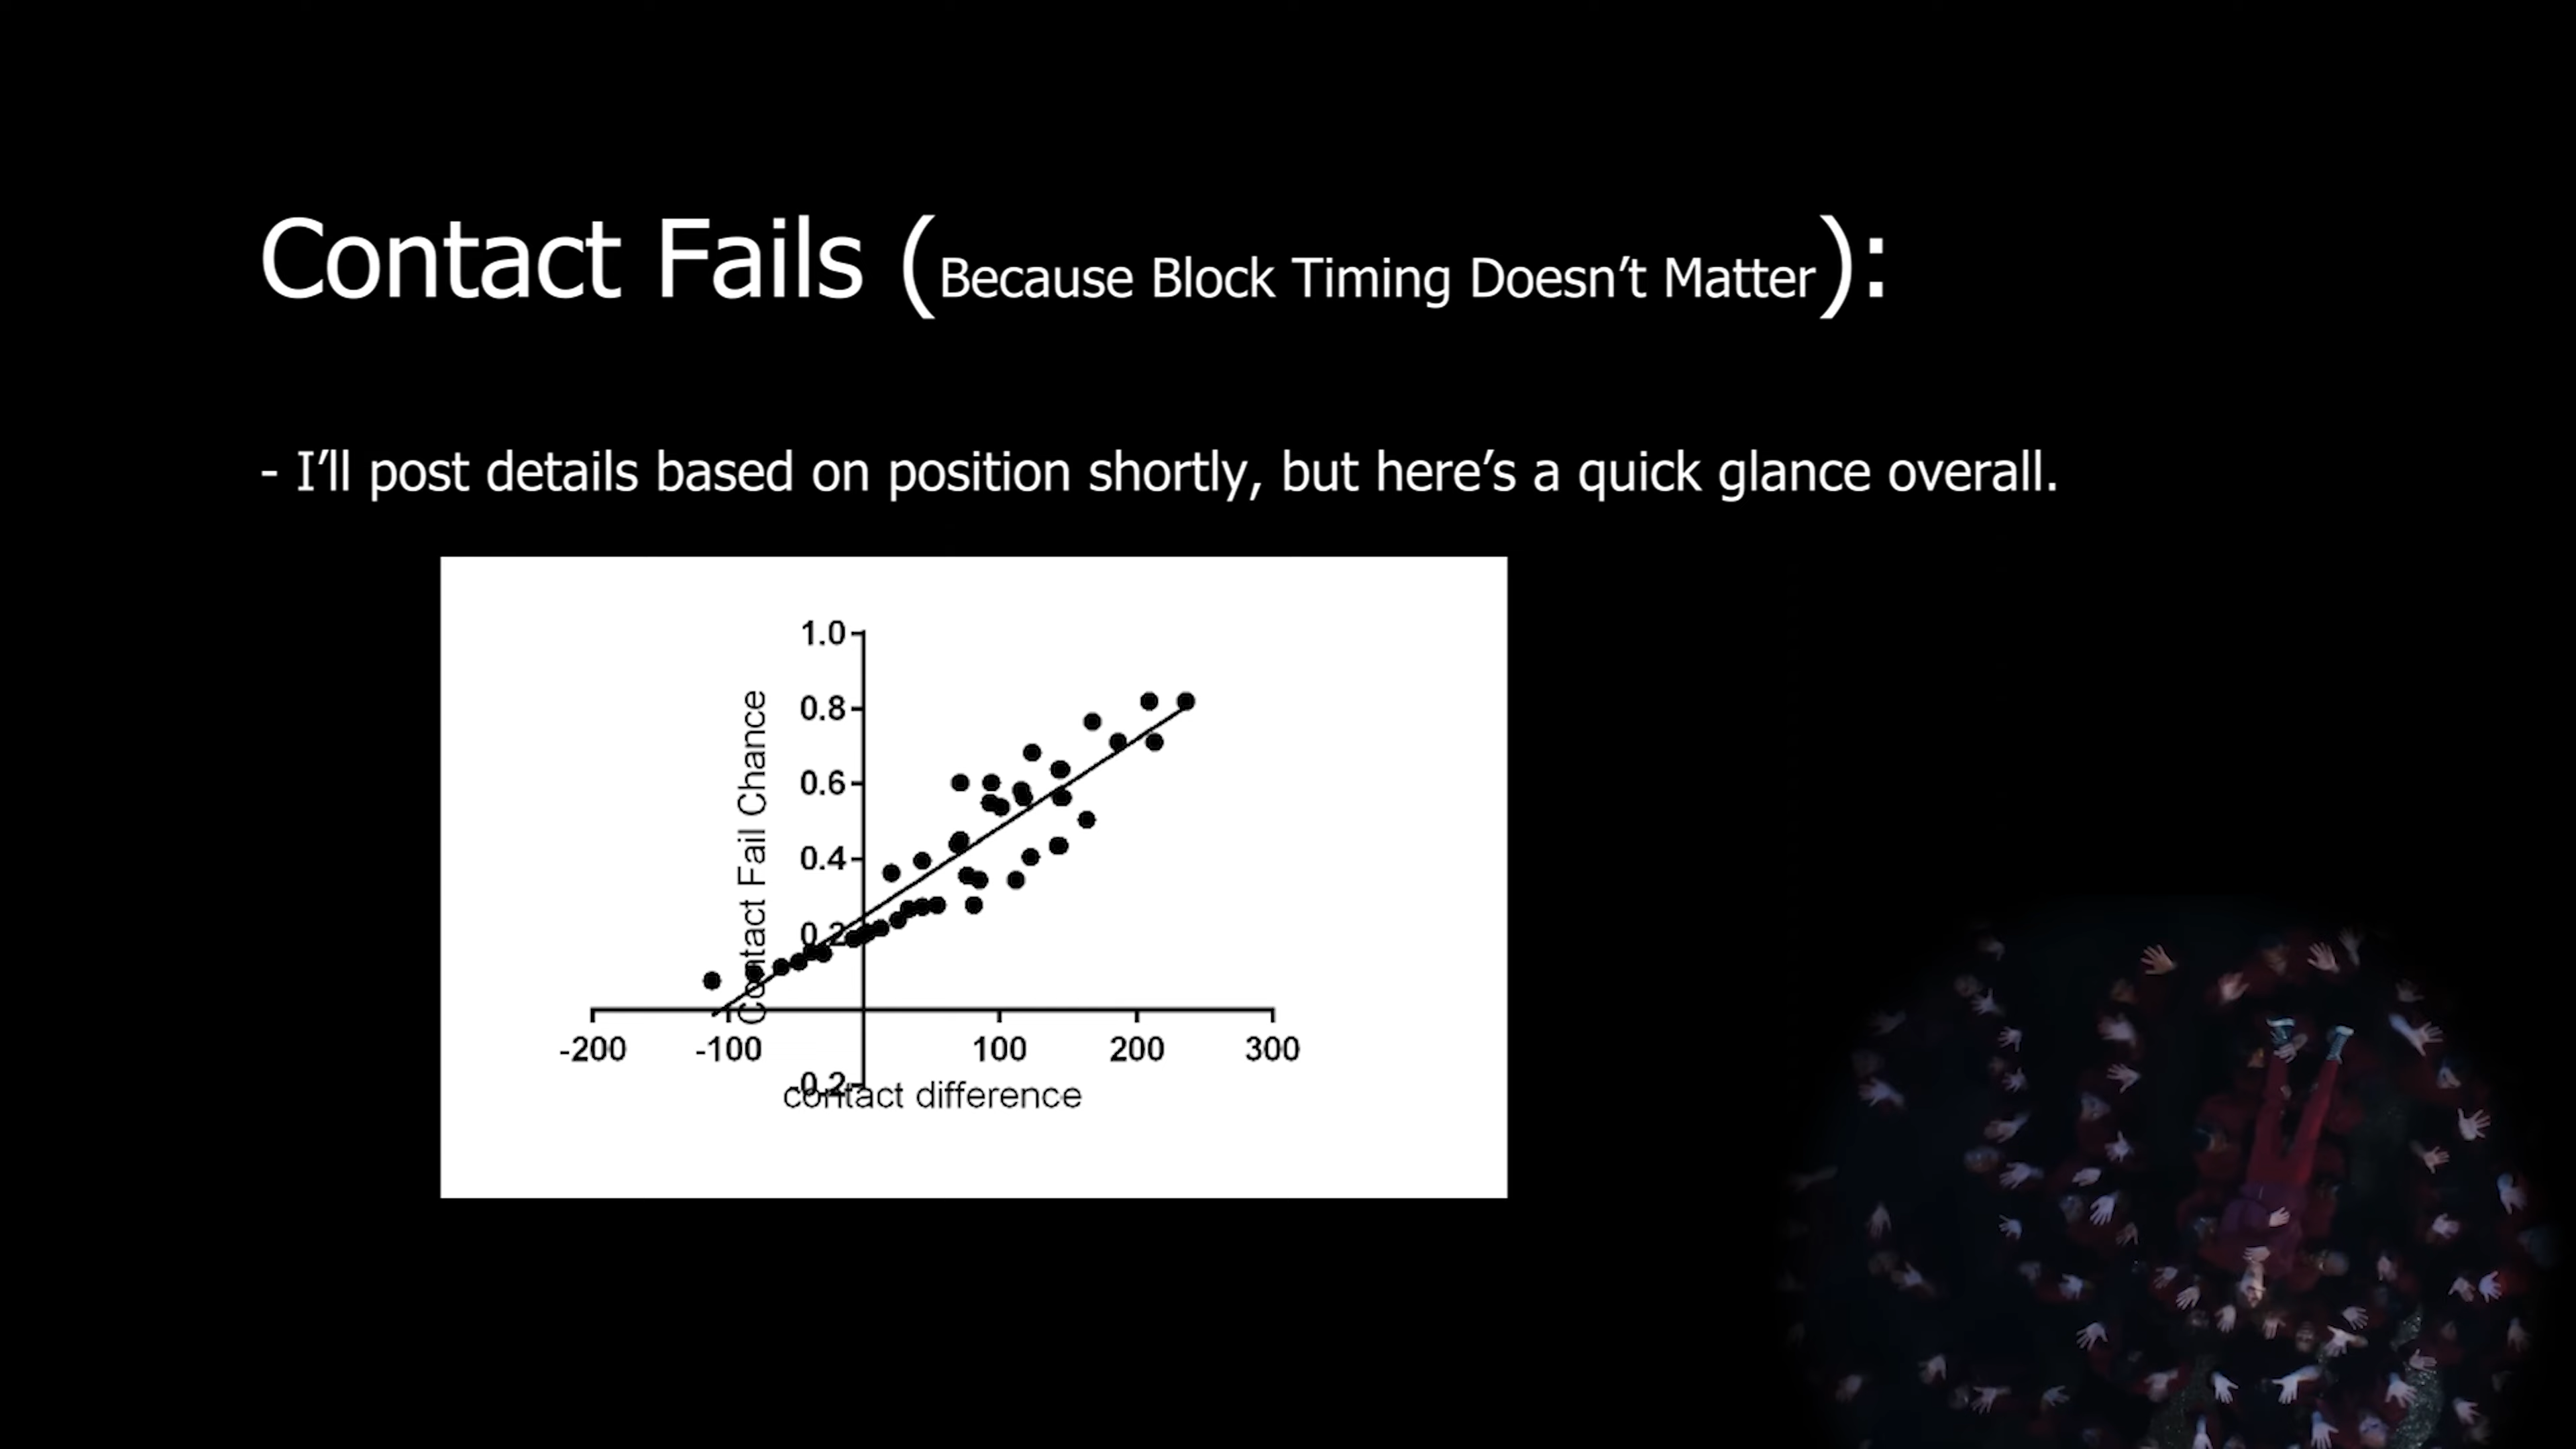 Contact Fails (Because Block Timing Doesn’t Matter):
- I’ll post details based on position shortly, but here’s a quick glance overall.
1.0
0.8
0.6
0.4
0.2
-0.2
Contact Fail Chance
-200 -100 100 200 300
contact difference